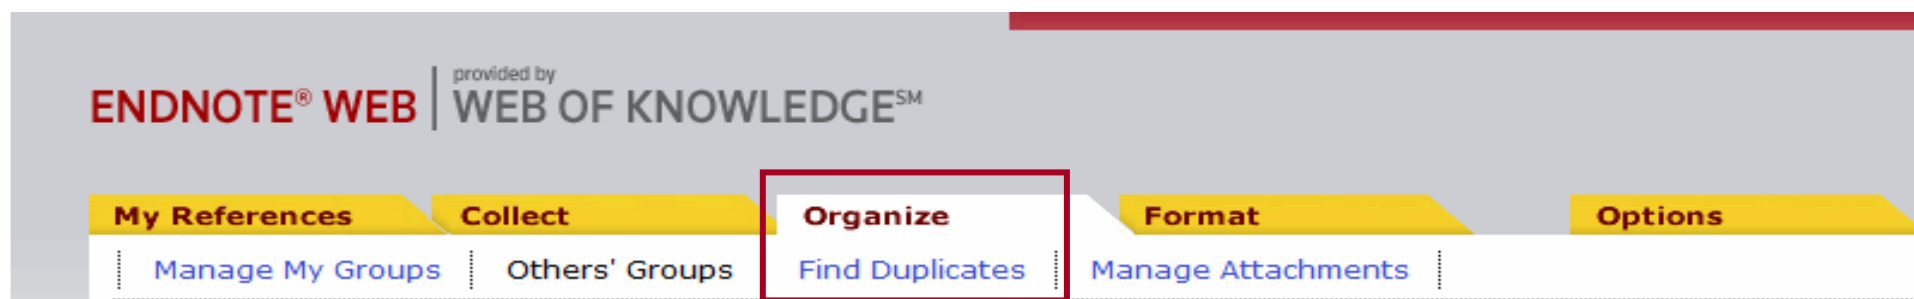 provided by
ENDNOTE® WEB WEB OF KNOWLEDGE℠
My References Collect Organize Format Options
Manage My Groups Others' Groups Find Duplicates Manage Attachments